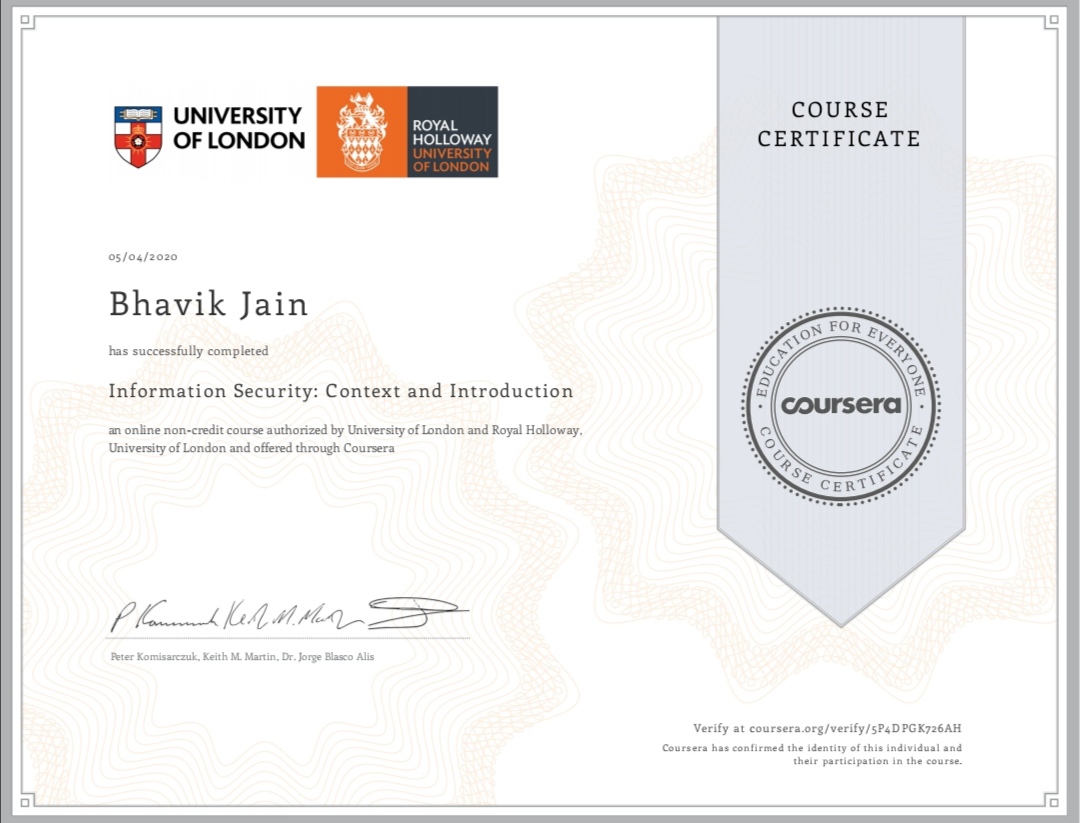 UNIVERSITY
OF LONDON
ROYAL
HOLLOWAY
UNIVERSITY
OF LONDON
COURSE
CERTIFICATE
05/04/2020
Bhavik Jain
has successfully completed
Information Security: Context and Introduction
an online non-credit course authorized by University of London and Royal Holloway,
University of London and offered through Coursera
EDUCATION FOR EVERYONE
coursera
COURSE CERTIFICATE
Peter Komisarczuk, Keith M. Martin, Dr. Jorge Blasco Alis
Verify at coursera.org/verify/5P4DPGK726AH
Coursera has confirmed the identity of this individual and
their participation in the course.